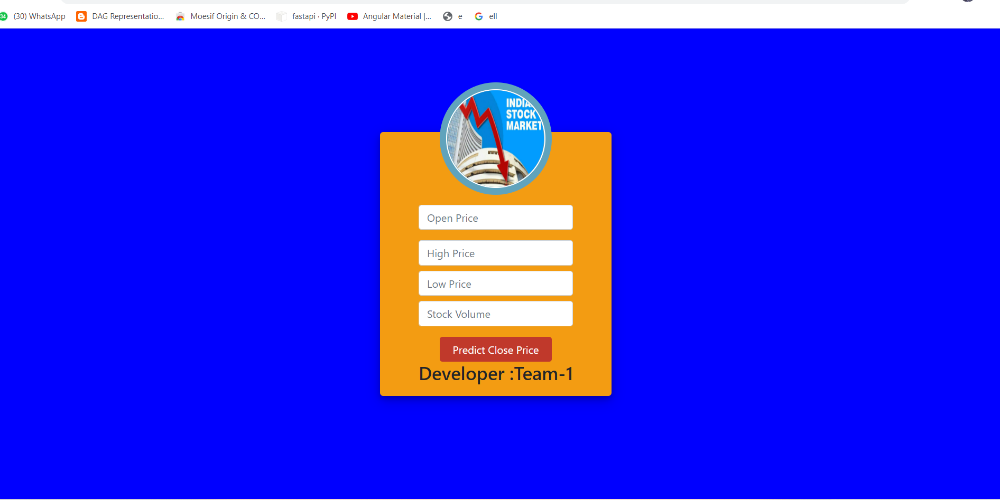 34 (30) WhatsApp DAG Representatio... Moesif Origin & CO... fastapi · PyPI Angular Material |... e ell
INDIA
STOCK
MARKET
Open Price
High Price
Low Price
Stock Volume
Predict Close Price
Developer :Team-1